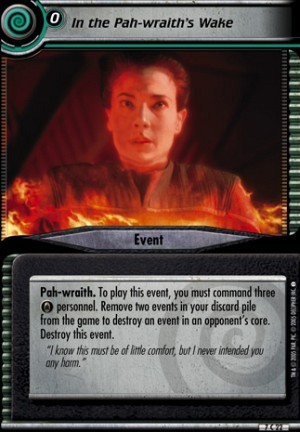 0 In the Pah-wraith's Wake
Event
Pah-wraith. To play this event, you must command three
personnel. Remove two events in your discard pile
from the game to destroy an event in an opponent's core.
Destroy this event.
"I know this must be of little comfort, but I never intended you
any harm."